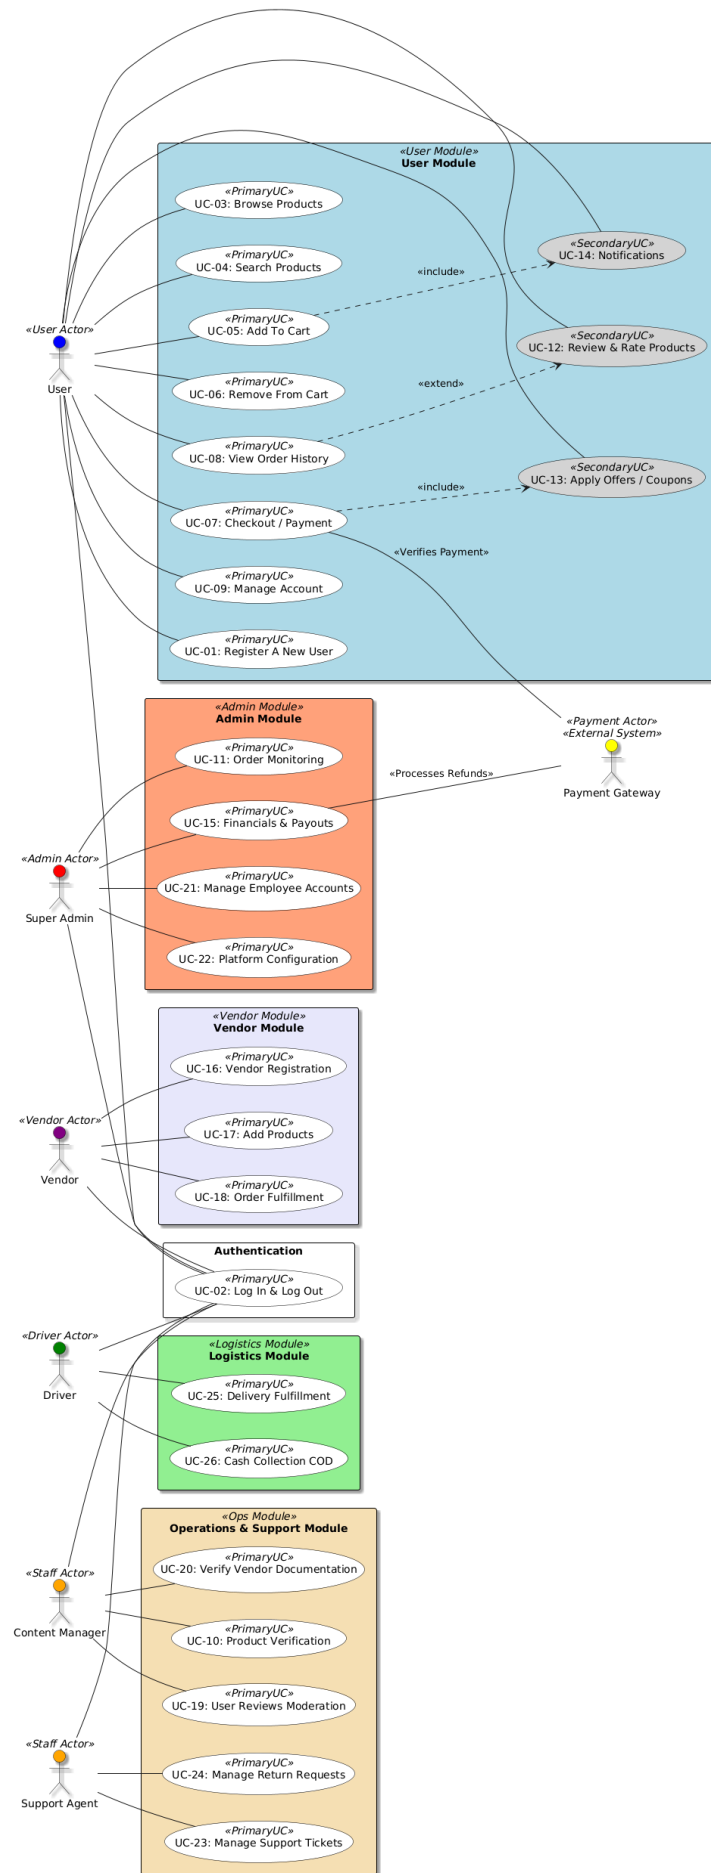 «User Module»
User Module
«PrimaryUC»
UC-03: Browse Products
«SecondaryUC»
UC-14: Notifications
«PrimaryUC»
UC-04: Search Products
«include»
«PrimaryUC»
UC-05: Add To Cart
«User Actor»
User
«SecondaryUC»
UC-12: Review & Rate Products
«PrimaryUC»
UC-06: Remove From Cart
«extend»
«PrimaryUC»
UC-08: View Order History
«SecondaryUC»
UC-13: Apply Offers / Coupons
«include»
«PrimaryUC»
UC-07: Checkout / Payment
«Verifies Payment»
«PrimaryUC»
UC-09: Manage Account
«PrimaryUC»
UC-01: Register A New User
«Admin Module»
Admin Module
«Payment Actor»
«External System»
Payment Gateway
«PrimaryUC»
UC-11: Order Monitoring
«Processes Refunds»
«PrimaryUC»
UC-15: Financials & Payouts
«Admin Actor»
Super Admin
«PrimaryUC»
UC-21: Manage Employee Accounts
«PrimaryUC»
UC-22: Platform Configuration
«Vendor Module»
Vendor Module
«PrimaryUC»
UC-16: Vendor Registration
«Vendor Actor»
Vendor
«PrimaryUC»
UC-17: Add Products
«PrimaryUC»
UC-18: Order Fulfillment
Authentication
«PrimaryUC»
UC-02: Log In & Log Out
«Driver Actor»
Driver
«Logistics Module»
Logistics Module
«PrimaryUC»
UC-25: Delivery Fulfillment
«PrimaryUC»
UC-26: Cash Collection COD
«Ops Module»
Operations & Support Module
«PrimaryUC»
UC-20: Verify Vendor Documentation
«Staff Actor»
Content Manager
«PrimaryUC»
UC-10: Product Verification
«PrimaryUC»
UC-19: User Reviews Moderation
«Staff Actor»
Support Agent
«PrimaryUC»
UC-24: Manage Return Requests
«PrimaryUC»
UC-23: Manage Support Tickets